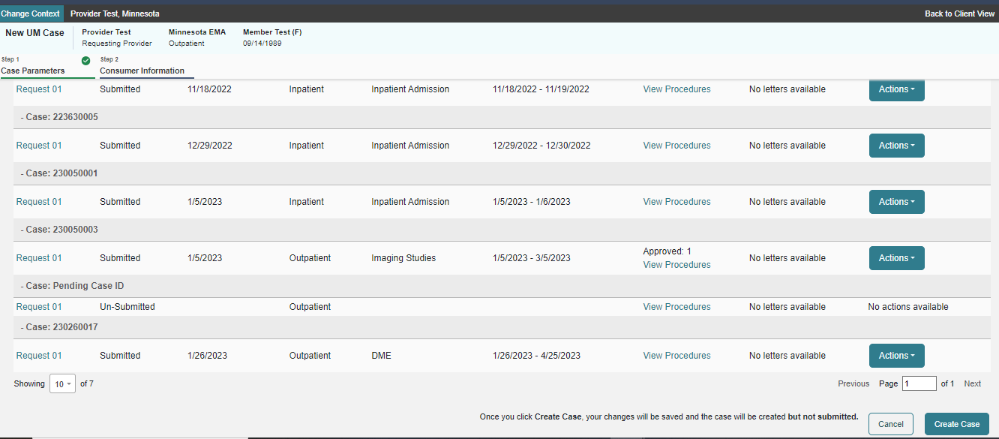 Change Context Provider Test, Minnesota Back to Client View
New UM Case Provider Test Minnesota EMA Member Test (F)
Requesting Provider Outpatient 09/14/1989
Step 1 Step 2
Case Parameters Consumer Information
Request 01 Submitted 11/18/2022 Inpatient Inpatient Admission 11/18/2022 - 11/19/2022 View Procedures No letters available Actions
- Case: 223630005
Request 01 Submitted 12/29/2022 Inpatient Inpatient Admission 12/29/2022 - 12/30/2022 View Procedures No letters available Actions
- Case: 230050001
Request 01 Submitted 1/5/2023 Inpatient Inpatient Admission 1/5/2023 - 1/6/2023 View Procedures No letters available Actions
- Case: 230050003
Approved: 1
Request 01 Submitted 1/5/2023 Outpatient Imaging Studies 1/5/2023 - 3/5/2023 View Procedures No letters available Actions
- Case: Pending Case ID
Request 01 Un-Submitted Outpatient View Procedures No letters available No actions available
- Case: 230260017
Request 01 Submitted 1/26/2023 Outpatient DME 1/26/2023 - 4/25/2023 View Procedures No letters available Actions
Showing 10 of 7 Previous Page 1 of 1 Next
Once you click Create Case, your changes will be saved and the case will be created but not submitted. Cancel Create Case